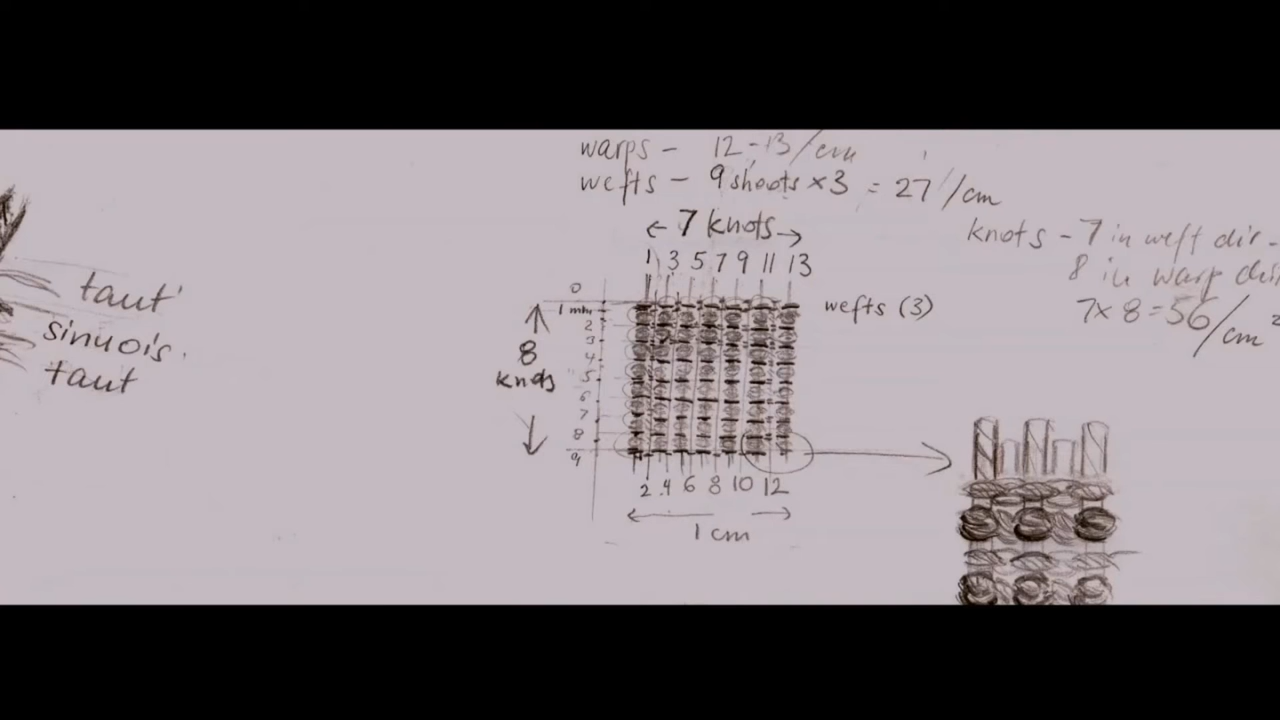 warps - 12-13/cm
wefts - 9 shoots x3 = 27/cm
← 7 knots →
1 3 5 7 9 11 13
knots - 7 in weft dir -
8 in warp dir
7x8=56/cm²
0
1 mm
2
3
4
5
6
7
8
9
wefts (3)
8
knots
2 4 6 8 10 12
1 cm
taut
sinuois.
taut